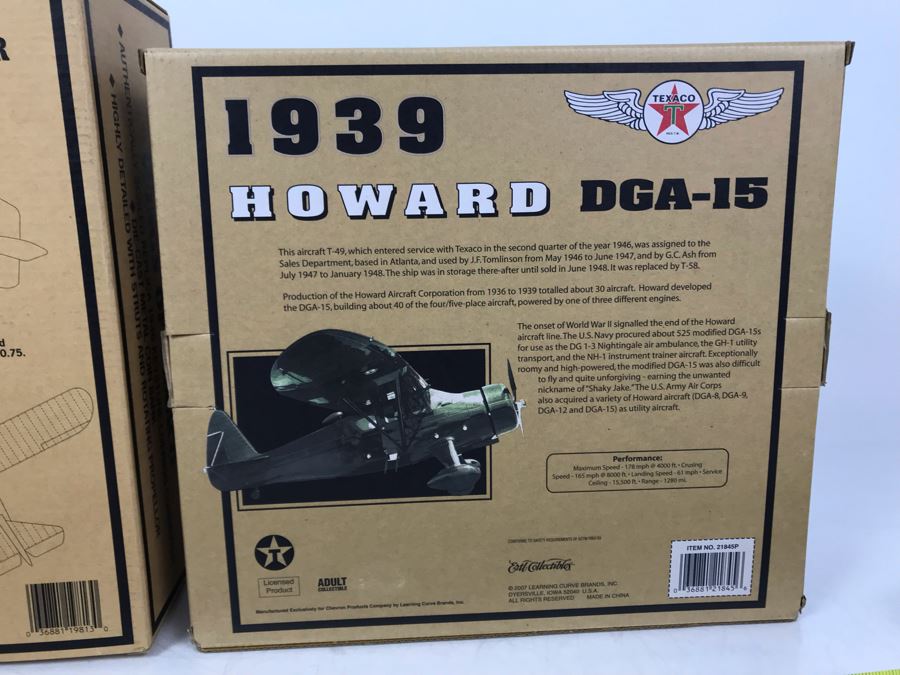 R
d
0.75.
0 36881 19813 0
◆ AUTHEN
◆ HIGHLY DETAILED WITH STRUTS AND
1939
TEXACO
T
HOWARD DGA-15
This aircraft T-49, which entered service with Texaco in the second quarter of the year 1946, was assigned to the
Sales Department, based in Atlanta, and used by J.F. Tomlinson from May 1946 to June 1947, and by G.C. Ash from
July 1947 to January 1948. The ship was in storage there-after until sold in June 1948. It was replaced by T-58.
Production of the Howard Aircraft Corporation from 1936 to 1939 totalled about 30 aircraft. Howard developed
the DGA-15, building about 40 of the four/five-place aircraft, powered by one of three different engines.
The onset of World War II signalled the end of the Howard
aircraft line. The U.S. Navy procured about 525 modified DGA-15s
for use as the DG 1-3 Nightingale air ambulance, the GH-1 utility
transport, and the NH-1 instrument trainer aircraft. Exceptionally
roomy and high-powered, the modified DGA-15 was also difficult
to fly and quite unforgiving - earning the unwanted
nickname of "Shaky Jake." The U.S. Army Air Corps
also acquired a variety of Howard aircraft (DGA-8, DGA-9,
DGA-12 and DGA-15) as utility aircraft.
Performance:
Maximum Speed - 178 mph @ 4000 ft. • Crusing
Speed - 165 mph @ 8000 ft. • Landing Speed - 61 mph • Service
Ceiling - 15,500 ft. • Range - 1280 mi.
T
Licensed
Product
ADULT
COLLECTIBLE
Manufactured Exclusively for Chevron Products Company by Learning Curve Brands, Inc.
Ertl Collectibles
© 2007 LEARNING CURVE BRANDS, INC.
DYERSVILLE, IOWA 52040 U.S.A.
ALL RIGHTS RESERVED MADE IN CHINA
ITEM NO. 21845P
0 36881 21845 6